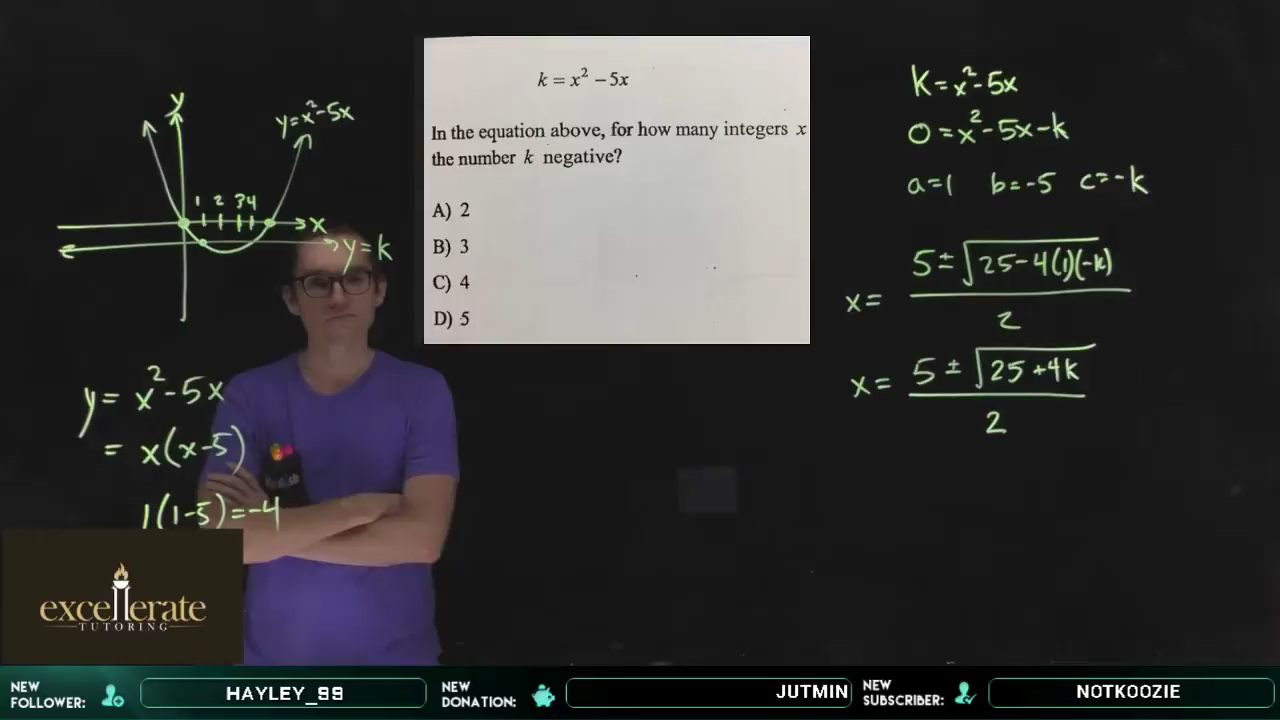 y
y=x²-5x
1 2 3 4
x
y=k
y= x²-5x
= x(x-5)
1(1-5)=-4
k = x² - 5x
In the equation above, for how many integers x
the number k negative?
A) 2
B) 3
C) 4
D) 5
K=x²-5x
0=x²-5x-k
a=1 b=-5 c=-k
x= 5±√25-4(1)(-k) / 2
x= 5±√25+4k / 2
excellerate
TUTORING
NEW FOLLOWER: HAYLEY_99
NEW DONATION: JUTMIN
NEW SUBSCRIBER: NOTKOOZIE